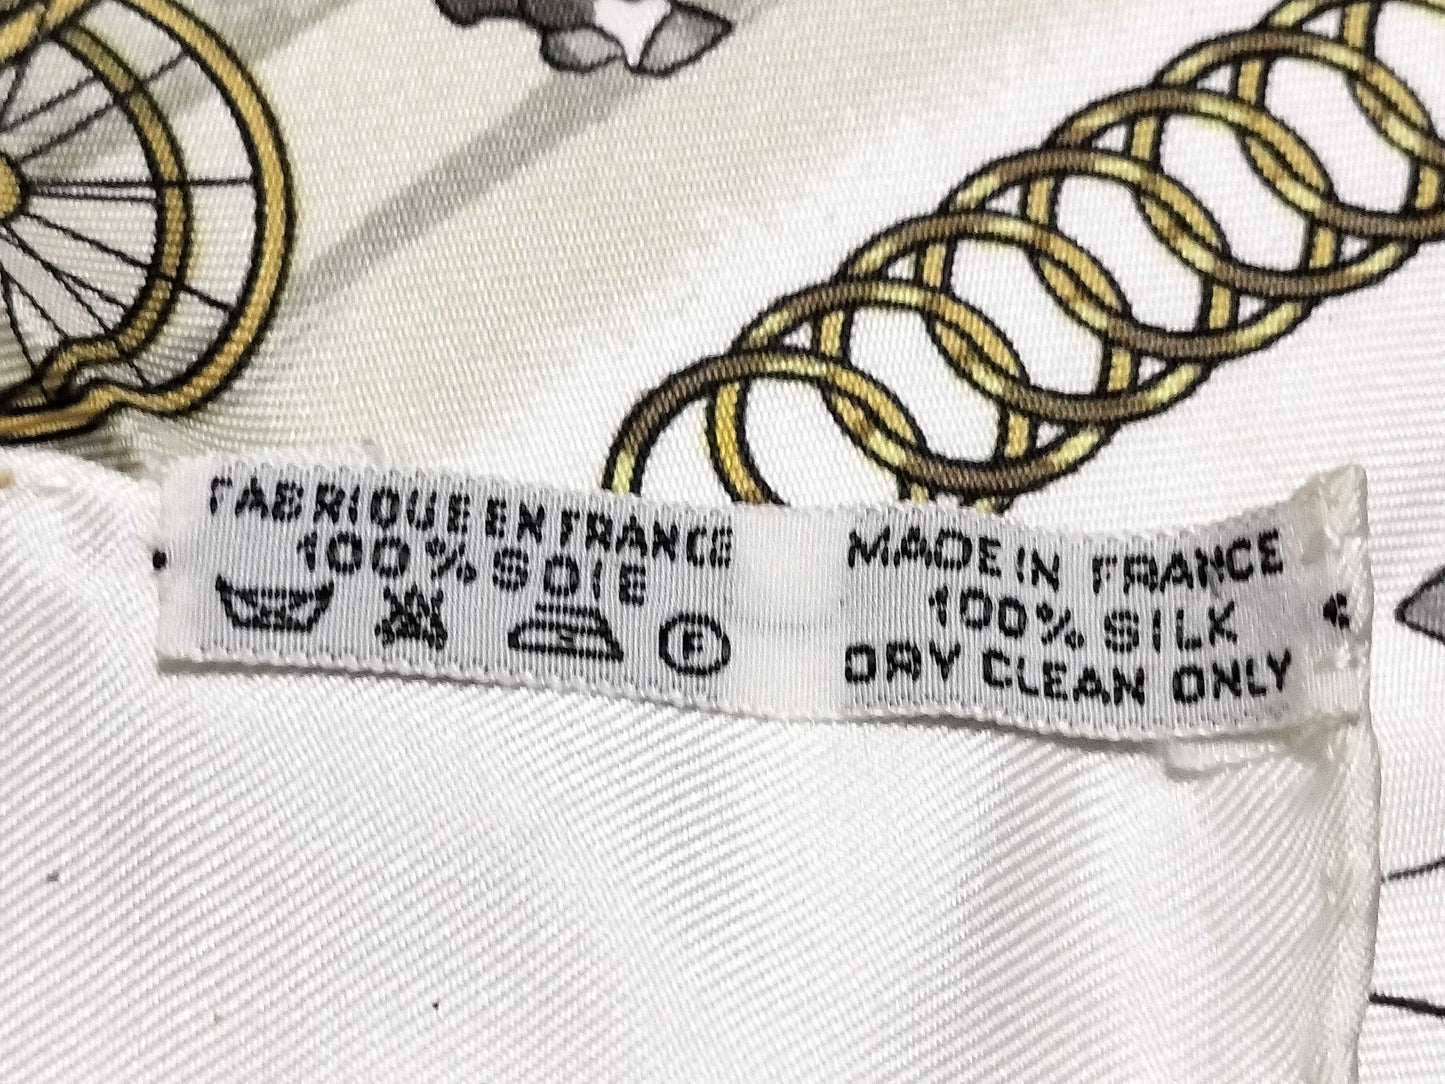 FABRIQUE EN FRANCE
100% SOIE
F
MADE IN FRANCE
100% SILK
DRY CLEAN ONLY